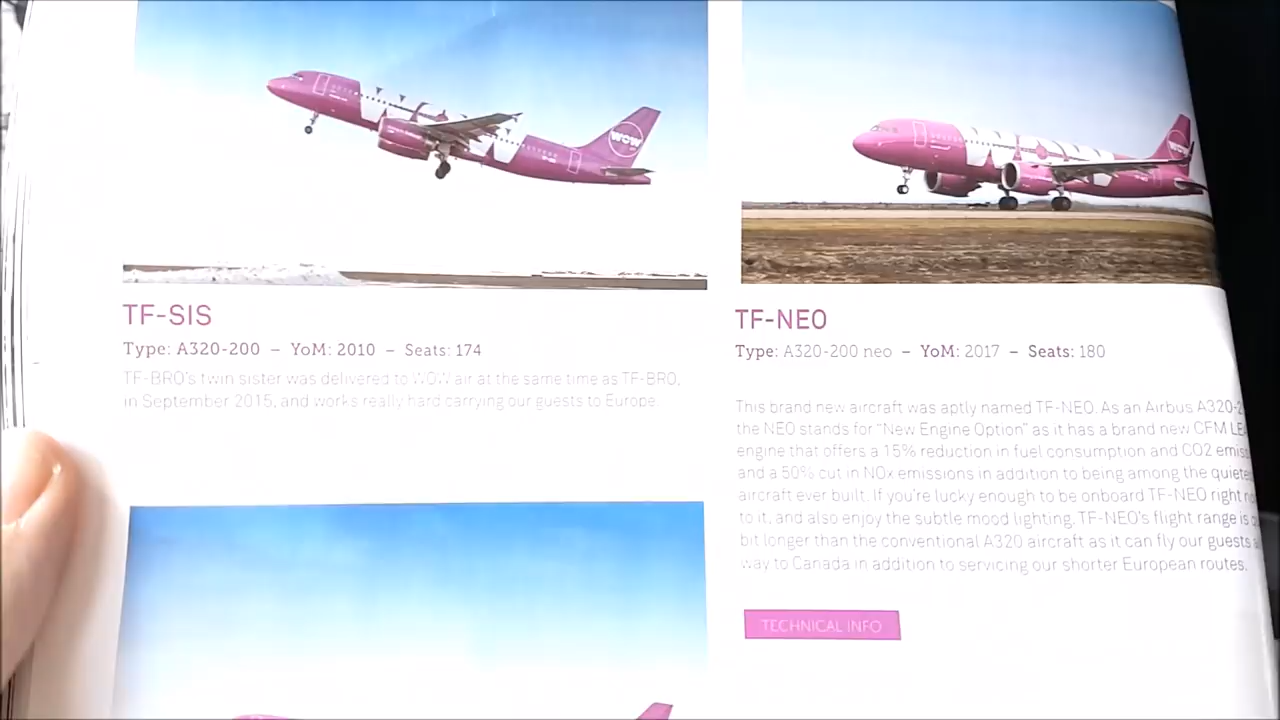 WOW
WOW
TF-SIS
Type: A320-200 – YoM: 2010 – Seats: 174
TF-BRO's twin sister was delivered to WOW air at the same time as TF-BRO,
in September 2015, and works really hard carrying our guests to Europe.
TF-NEO
Type: A320-200 neo – YoM: 2017 – Seats: 180
This brand new aircraft was aptly named TF-NEO. As an Airbus A320-2
the NEO stands for "New Engine Option" as it has a brand new CFM
engine that offers a 15% reduction in fuel consumption and CO2
and a 50% cut in NOx emissions in addition to being among the
aircraft ever built. If you're lucky enough to be onboard TF-NEO right
to it, and also enjoy the subtle mood lighting. TF-NEO's flight range is
bit longer than the conventional A320 aircraft as it can fly our guests
way to Canada in addition to servicing our shorter European routes.
TECHNICAL INFO